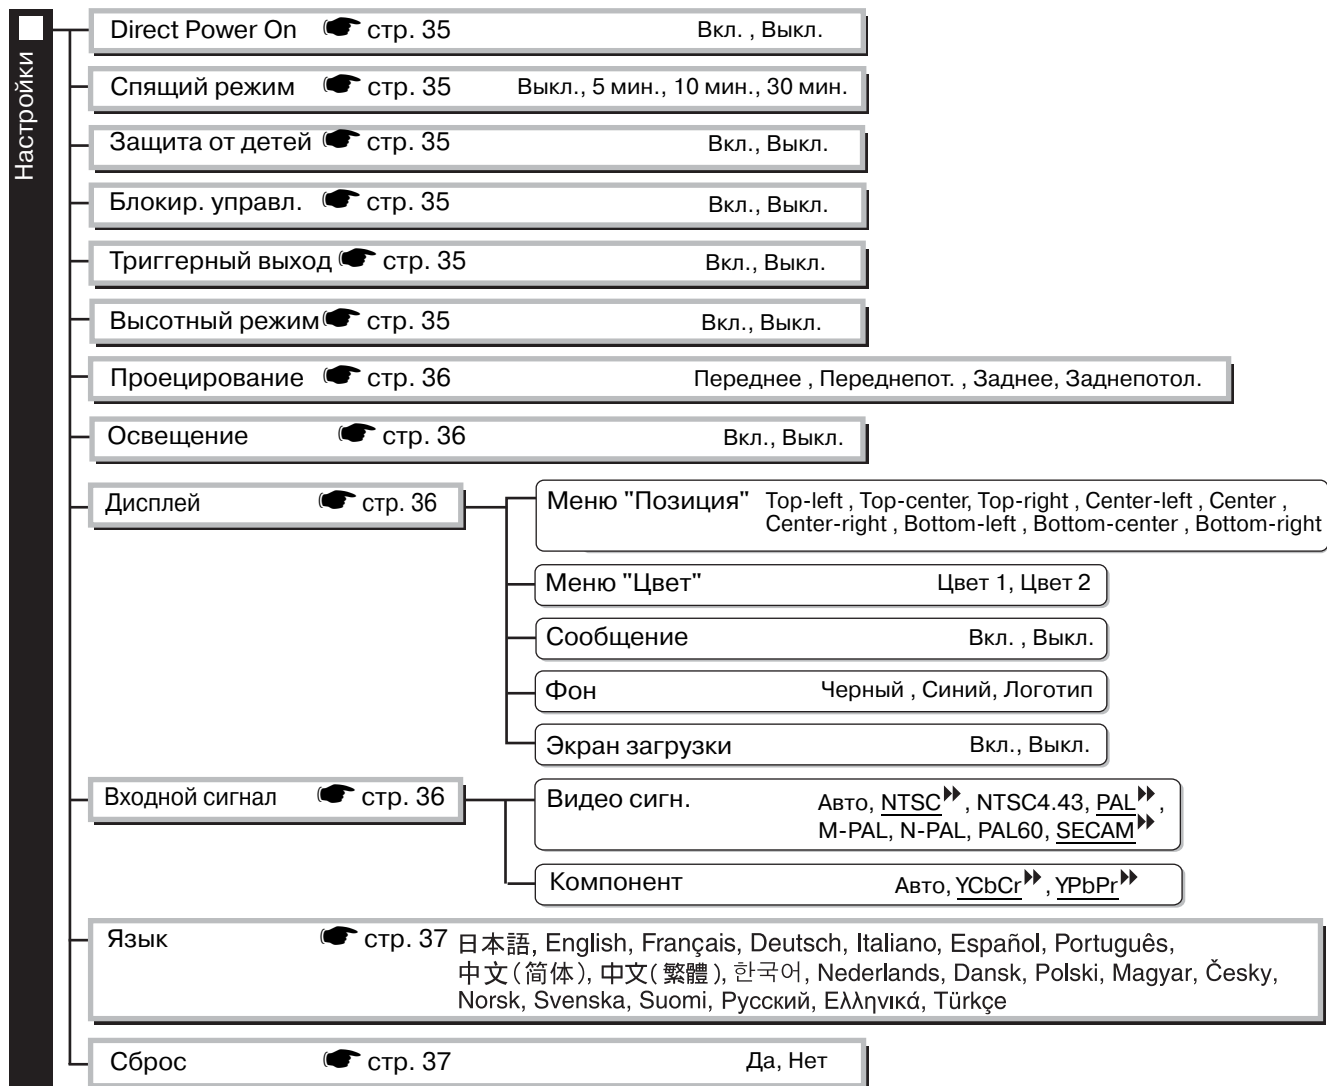 Настройки
Direct Power On стр. 35 Вкл. , Выкл.
Спящий режим стр. 35 Выкл., 5 мин., 10 мин., 30 мин.
Защита от детей стр. 35 Вкл., Выкл.
Блокир. управл. стр. 35 Вкл., Выкл.
Триггерный выход стр. 35 Вкл., Выкл.
Высотный режим стр. 35 Вкл., Выкл.
Проецирование стр. 36 Переднее , Переднепот. , Заднее, Заднепотол.
Освещение стр. 36 Вкл., Выкл.
Дисплей стр. 36
Меню "Позиция" Top-left , Top-center, Top-right , Center-left , Center ,
Center-right , Bottom-left , Bottom-center , Bottom-right
Меню "Цвет" Цвет 1, Цвет 2
Сообщение Вкл. , Выкл.
Фон Черный , Синий, Логотип
Экран загрузки Вкл., Выкл.
Входной сигнал стр. 36
Видео сигн. Авто, NTSC , NTSC4.43, PAL ,
M-PAL, N-PAL, PAL60, SECAM
Компонент Авто, YCbCr , YPbPr
Язык стр. 37 日本語, English, Français, Deutsch, Italiano, Español, Português,
中文(简体), 中文(繁體), 한국어, Nederlands, Dansk, Polski, Magyar, Česky,
Norsk, Svenska, Suomi, Русский, Ελληνικά, Türkçe
Сброс стр. 37 Да, Нет